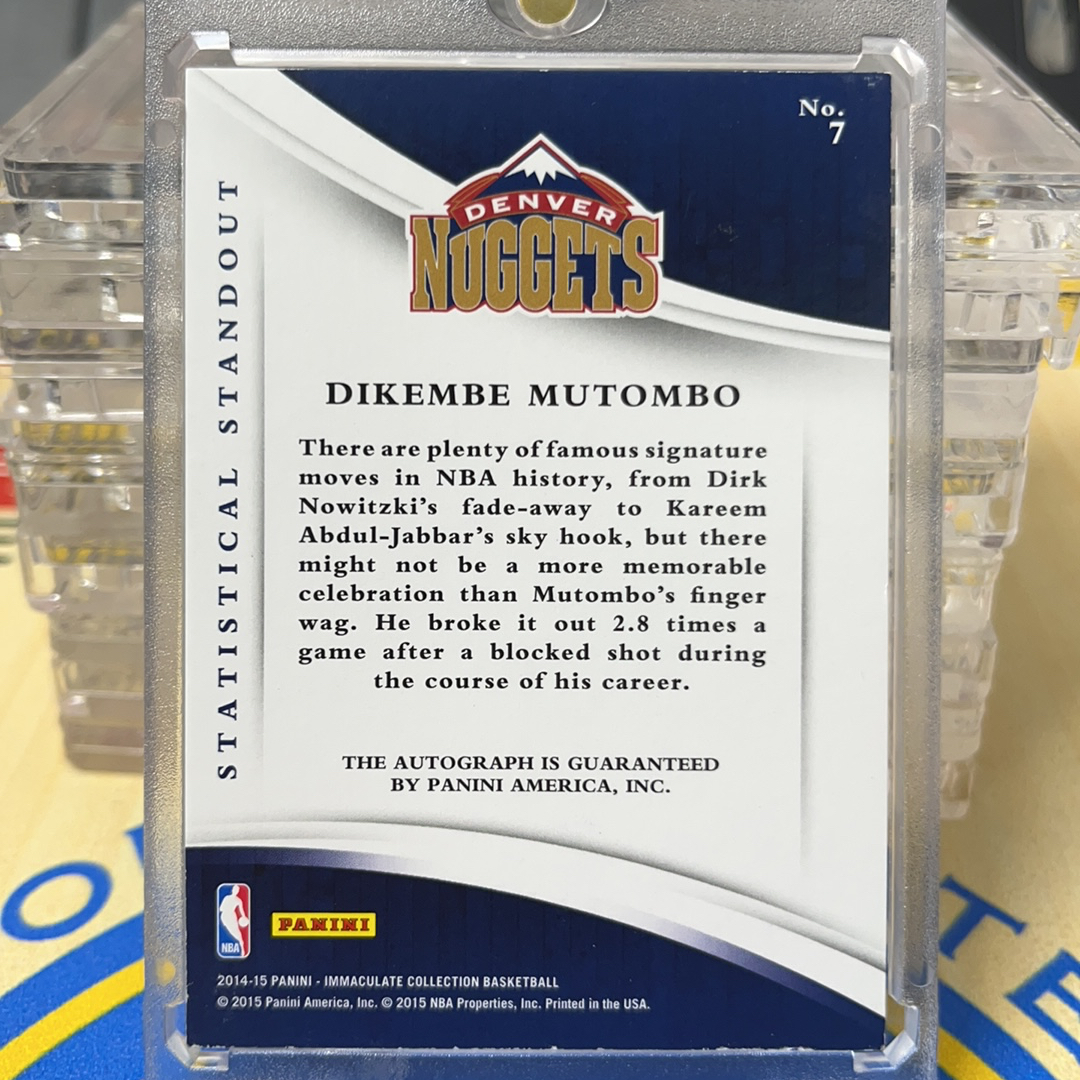 No.
7
DENVER
NUGGETS
STATISTICAL STANDOUT
DIKEMBE MUTOMBO
There are plenty of famous signature
moves in NBA history, from Dirk
Nowitzki's fade-away to Kareem
Abdul-Jabbar's sky hook, but there
might not be a more memorable
celebration than Mutombo's finger
wag. He broke it out 2.8 times a
game after a blocked shot during
the course of his career.
THE AUTOGRAPH IS GUARANTEED
BY PANINI AMERICA, INC.
NBA
PANINI
2014-15 PANINI - IMMACULATE COLLECTION BASKETBALL
© 2015 Panini America, Inc. © 2015 NBA Properties, Inc. Printed in the USA.